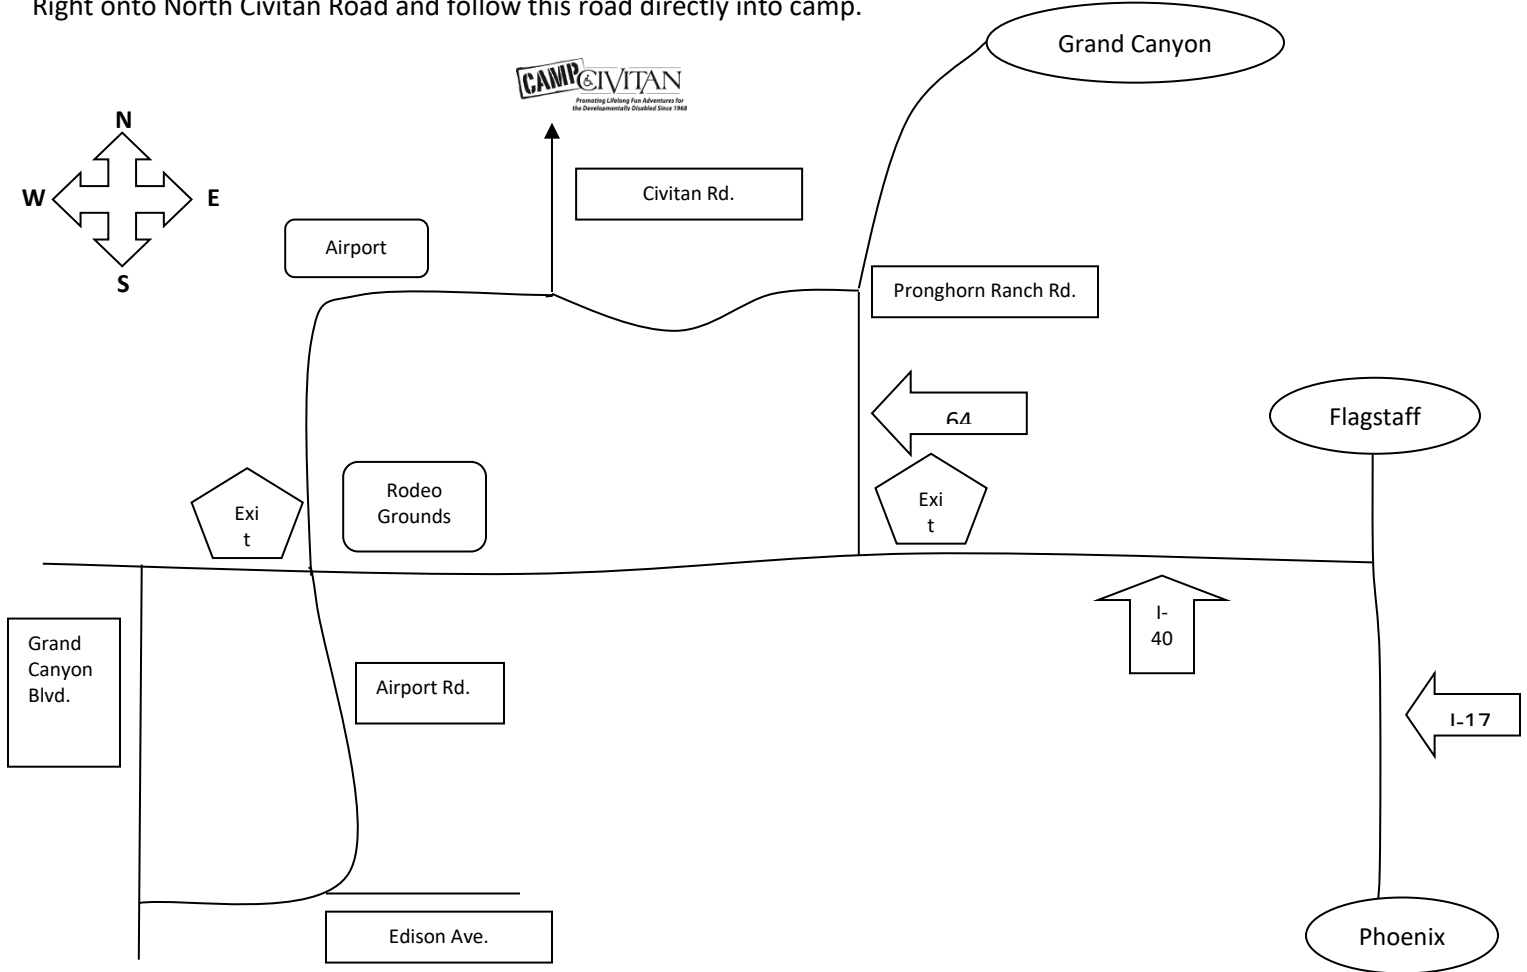 Right onto North Civitan Road and follow this road directly into camp.
Grand Canyon
CAMP CIVITAN
Promoting Lifelong Fun Adventures for
the Developmentally Disabled Since 1968
N
W
E
S
Civitan Rd.
Airport
Pronghorn Ranch Rd.
64
Flagstaff
Rodeo
Grounds
Exi
t
Exi
t
I-
40
Grand
Canyon
Blvd.
Airport Rd.
I-17
Edison Ave.
Phoenix